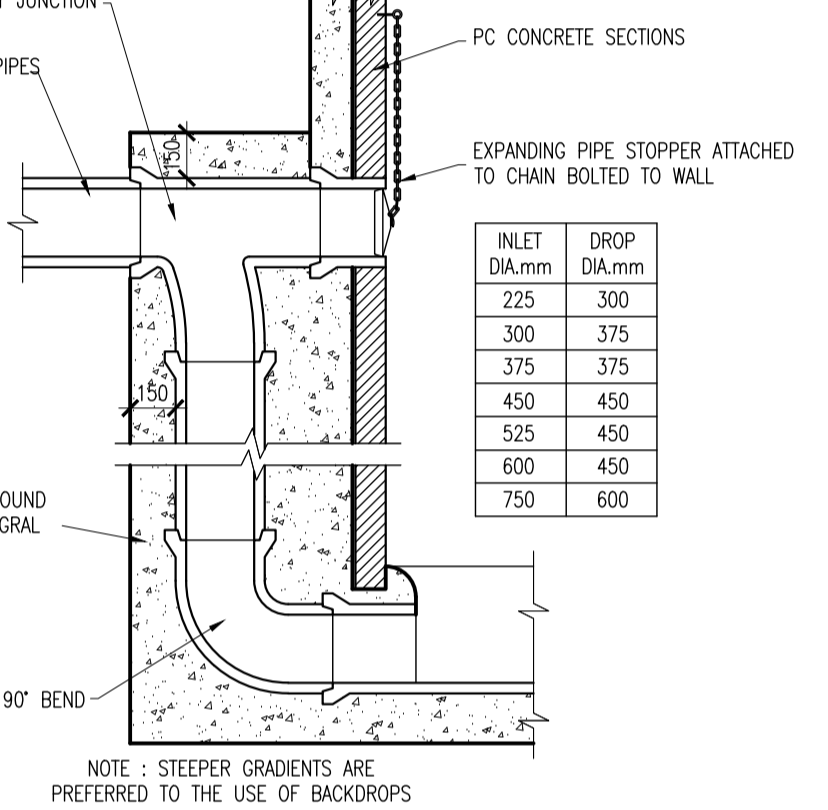 JUNCTION
PIPES
150
PC CONCRETE SECTIONS
EXPANDING PIPE STOPPER ATTACHED
TO CHAIN BOLTED TO WALL
INLET DROP
DIA.mm DIA.mm
225 300
300 375
375 375
450 450
525 450
600 450
750 600
150
90° BEND
NOTE : STEEPER GRADIENTS ARE
PREFERRED TO THE USE OF BACKDROPS